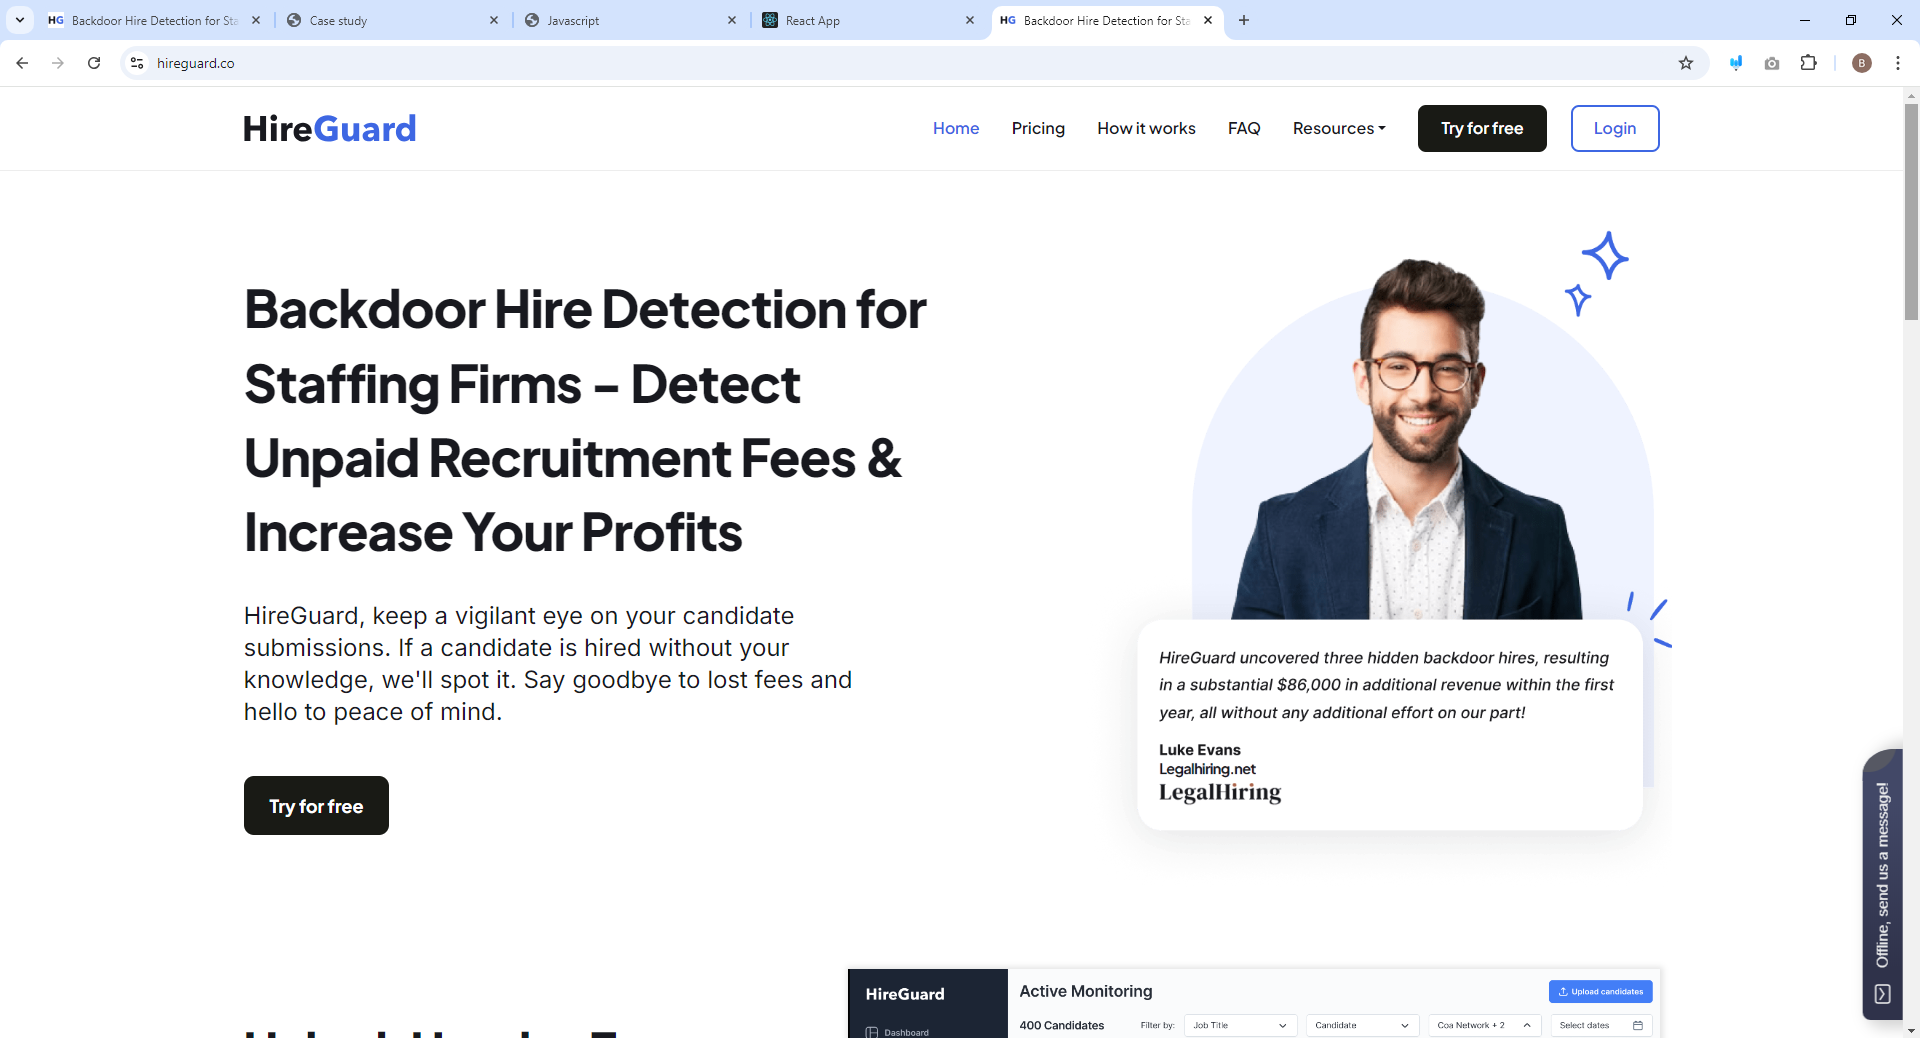 HG Backdoor Hire Detection for Sta
Case study
Javascript
React App
HG Backdoor Hire Detection for Sta
hireguard.co
B
HireGuard
Home
Pricing
How it works
FAQ
Resources
Try for free
Login
Backdoor Hire Detection for
Staffing Firms – Detect
Unpaid Recruitment Fees &
Increase Your Profits
HireGuard, keep a vigilant eye on your candidate
submissions. If a candidate is hired without your
knowledge, we'll spot it. Say goodbye to lost fees and
hello to peace of mind.
Try for free
HireGuard uncovered three hidden backdoor hires, resulting
in a substantial $86,000 in additional revenue within the first
year, all without any additional effort on our part!
Luke Evans
Legalhiring.net
LegalHiring
Offline, send us a message!
HireGuard
Dashboard
Active Monitoring
Upload candidates
400 Candidates
Filter by:
Job Title
Candidate
Coa Network + 2
Select dates